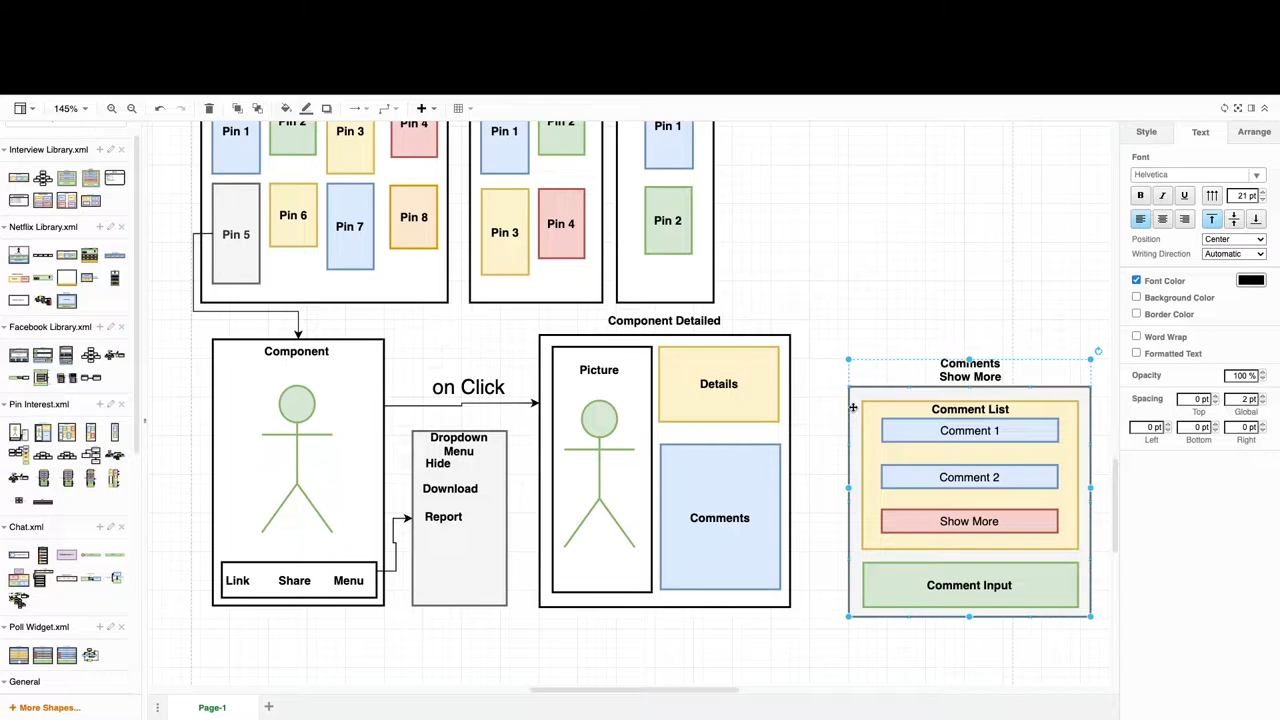 145%
Interview Library.xml
Netflix Library.xml
Facebook Library.xml
Pin Interest.xml
Chat.xml
Poll Widget.xml
General
+ More Shapes...
Pin 1
Pin 2
Pin 3
Pin 4
Pin 5
Pin 6
Pin 7
Pin 8
Pin 1
Pin 2
Pin 3
Pin 4
Pin 1
Pin 2
Component
Link
Share
Menu
on Click
Dropdown
Menu
Hide
Download
Report
Component Detailed
Picture
Details
Comments
Comments
Show More
Comment List
Comment 1
Comment 2
Show More
Comment Input
Style
Text
Arrange
Font
Helvetica
B I U
21 pt
Position
Center
Writing Direction
Automatic
Font Color
Background Color
Border Color
Word Wrap
Formatted Text
Opacity
100 %
Spacing
0 pt
2 pt
Top
Global
0 pt
0 pt
0 pt
Left
Bottom
Right
Page-1